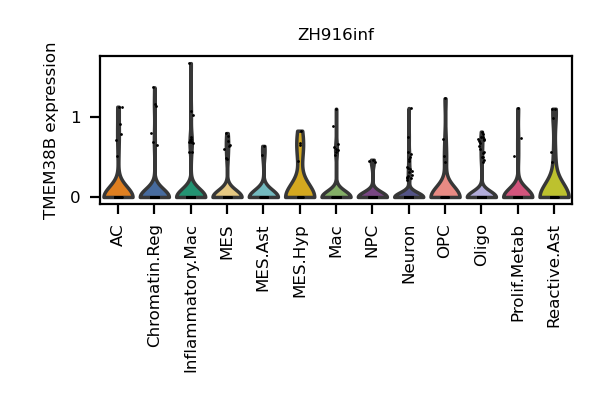 ZH916inf
TMEM38B expression
1
0
AC
Chromatin.Reg
Inflammatory.Mac
MES
MES.Ast
MES.Hyp
Mac
NPC
Neuron
OPC
Oligo
Prolif.Metab
Reactive.Ast